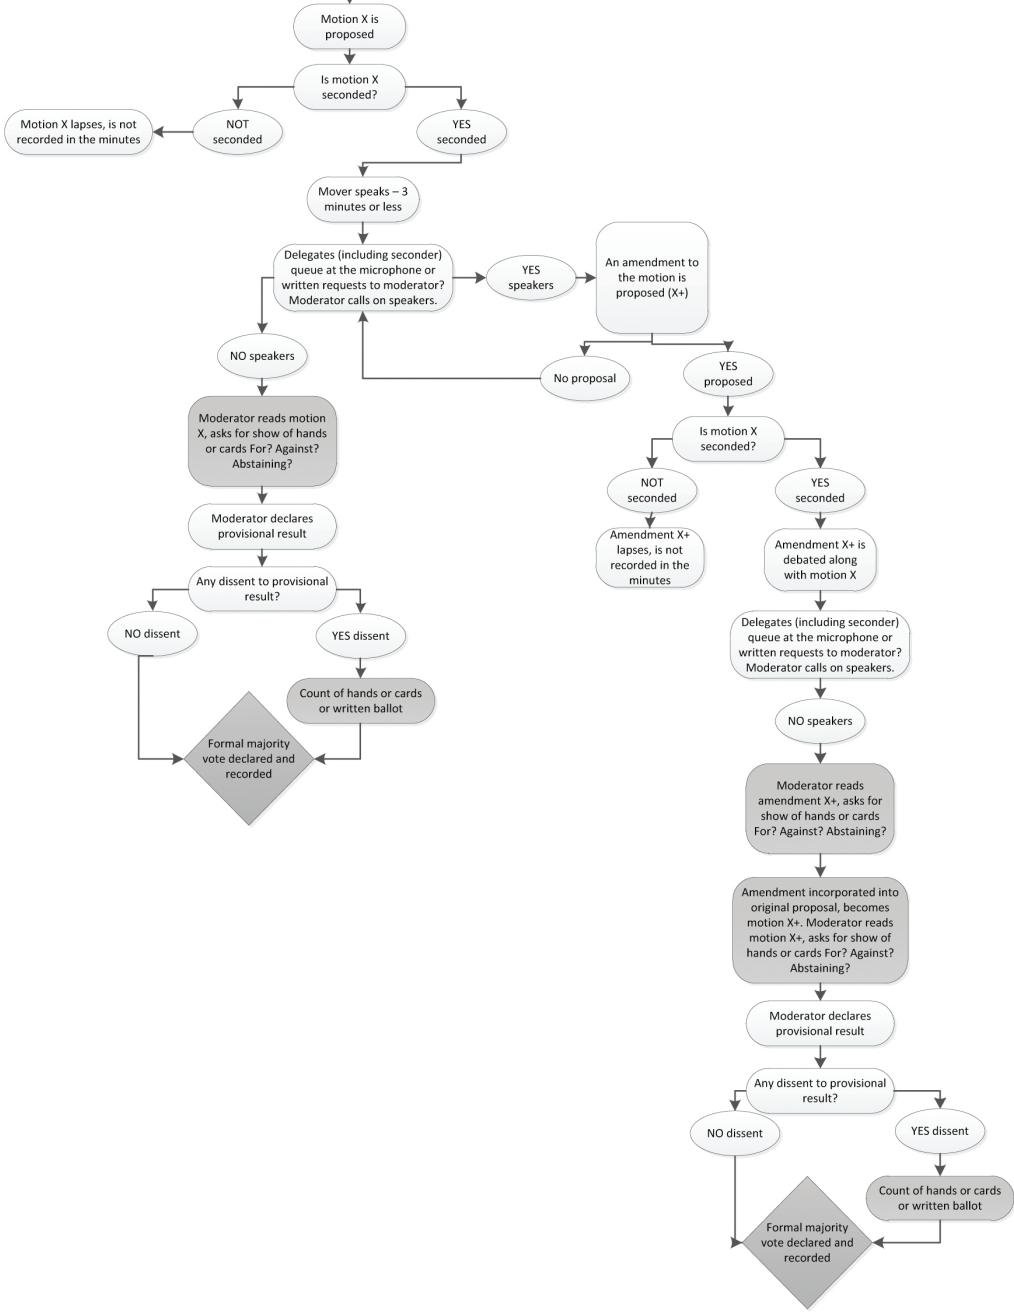 Motion X is
proposed
Is motion X
seconded?
Motion X lapses, is not
recorded in the minutes
NOT
seconded
YES
seconded
Mover speaks – 3
minutes or less
Delegates (including seconder)
queue at the microphone or
written requests to moderator?
Moderator calls on speakers.
YES
speakers
An amendment to
the motion is
proposed (X+)
NO speakers
No proposal
YES
proposed
Moderator reads motion
X, asks for show of hands
or cards For? Against?
Abstaining?
Is motion X
seconded?
NOT
seconded
YES
seconded
Moderator declares
provisional result
Amendment X+
lapses, is not
recorded in the
minutes
Amendment X+ is
debated along
with motion X
Any dissent to provisional
result?
NO dissent
YES dissent
Delegates (including seconder)
queue at the microphone or
written requests to moderator?
Moderator calls on speakers.
Count of hands or cards
or written ballot
NO speakers
Formal majority
vote declared and
recorded
Moderator reads
amendment X+, asks for
show of hands or cards
For? Against? Abstaining?
Amendment incorporated into
original proposal, becomes
motion X+. Moderator reads
motion X+, asks for show of
hands or cards For? Against?
Abstaining?
Moderator declares
provisional result
Any dissent to provisional
result?
NO dissent
YES dissent
Count of hands or cards
or written ballot
Formal majority
vote declared and
recorded